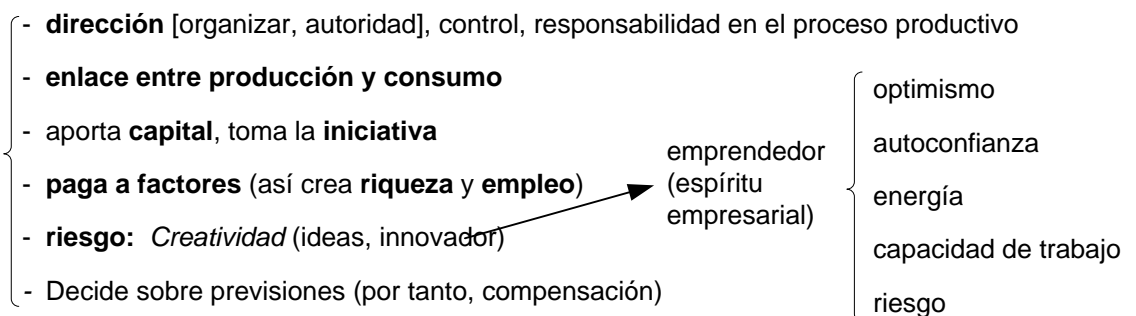 - dirección [organizar, autoridad], control, responsabilidad en el proceso productivo
- enlace entre producción y consumo
- aporta capital, toma la iniciativa
- paga a factores (así crea riqueza y empleo)
- riesgo: Creatividad (ideas, innovador)
- Decide sobre previsiones (por tanto, compensación)
emprendedor
(espíritu
empresarial)
optimismo
autoconfianza
energía
capacidad de trabajo
riesgo